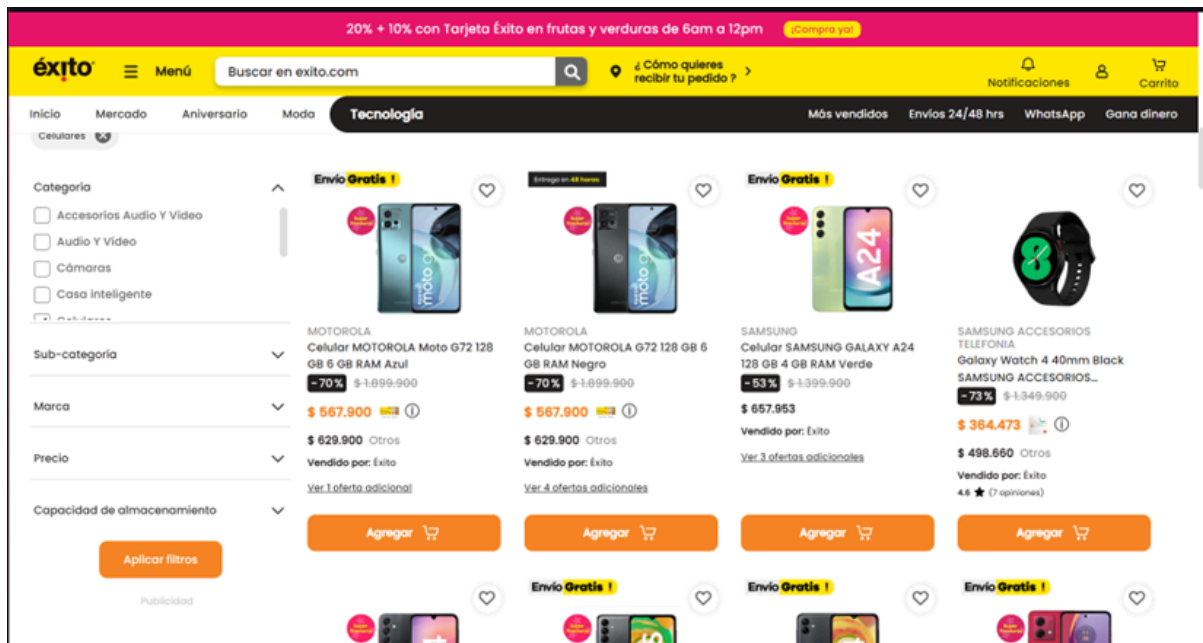 20% + 10% con Tarjeta Éxito en frutas y verduras de 6am a 12pm ¡Compra ya!
éxito Menú Buscar en exito.com ¿Cómo quieres
recibir tu pedido? Notificaciones Carrito
Inicio Mercado Aniversario Moda Tecnología Más vendidos Envíos 24/48 hrs WhatsApp Gana dinero
Celulares
Categoría
Accesorios Audio Y Video
Audio Y Video
Cámaras
Casa inteligente
Celulares
Sub-categoría
Marca
Precio
Capacidad de almacenamiento
Aplicar filtros
Publicidad
Envío Gratis !
moto g
MOTOROLA
Celular MOTOROLA Moto G72 128
GB 6 GB RAM Azul
-70% $ 1.899.900
$ 567.900
$ 629.900 Otros
Vendido por: Éxito
Ver 1 oferta adicional
Agregar
Entrega en 48 horas
moto g
MOTOROLA
Celular MOTOROLA G72 128 GB 6
GB RAM Negro
-70% $ 1.899.900
$ 567.900
$ 629.900 Otros
Vendido por: Éxito
Ver 4 ofertas adicionales
Agregar
Envío Gratis !
A24
SAMSUNG
Celular SAMSUNG GALAXY A24
128 GB 4 GB RAM Verde
-53% $ 1.399.900
$ 657.953
Vendido por: Éxito
Ver 3 ofertas adicionales
Agregar
SAMSUNG ACCESORIOS
TELEFONIA
Galaxy Watch 4 40mm Black
SAMSUNG ACCESORIOS...
-73% $ 1.349.900
$ 364.473
$ 498.660 Otros
Vendido por: Éxito
4.6 (7 opiniones)
Agregar
Envío Gratis !
Envío Gratis !
Envío Gratis !